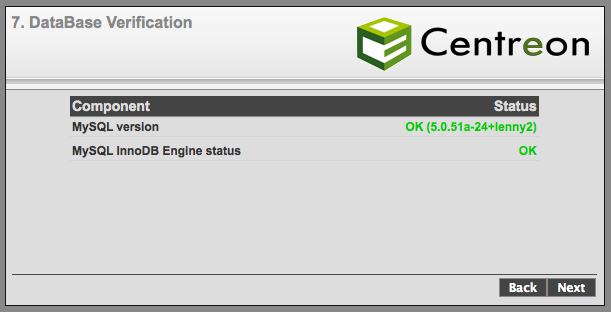 7. DataBase Verification
Centreon
Component Status
MySQL version OK (5.0.51a-24+lenny2)
MySQL InnoDB Engine status OK
Back Next